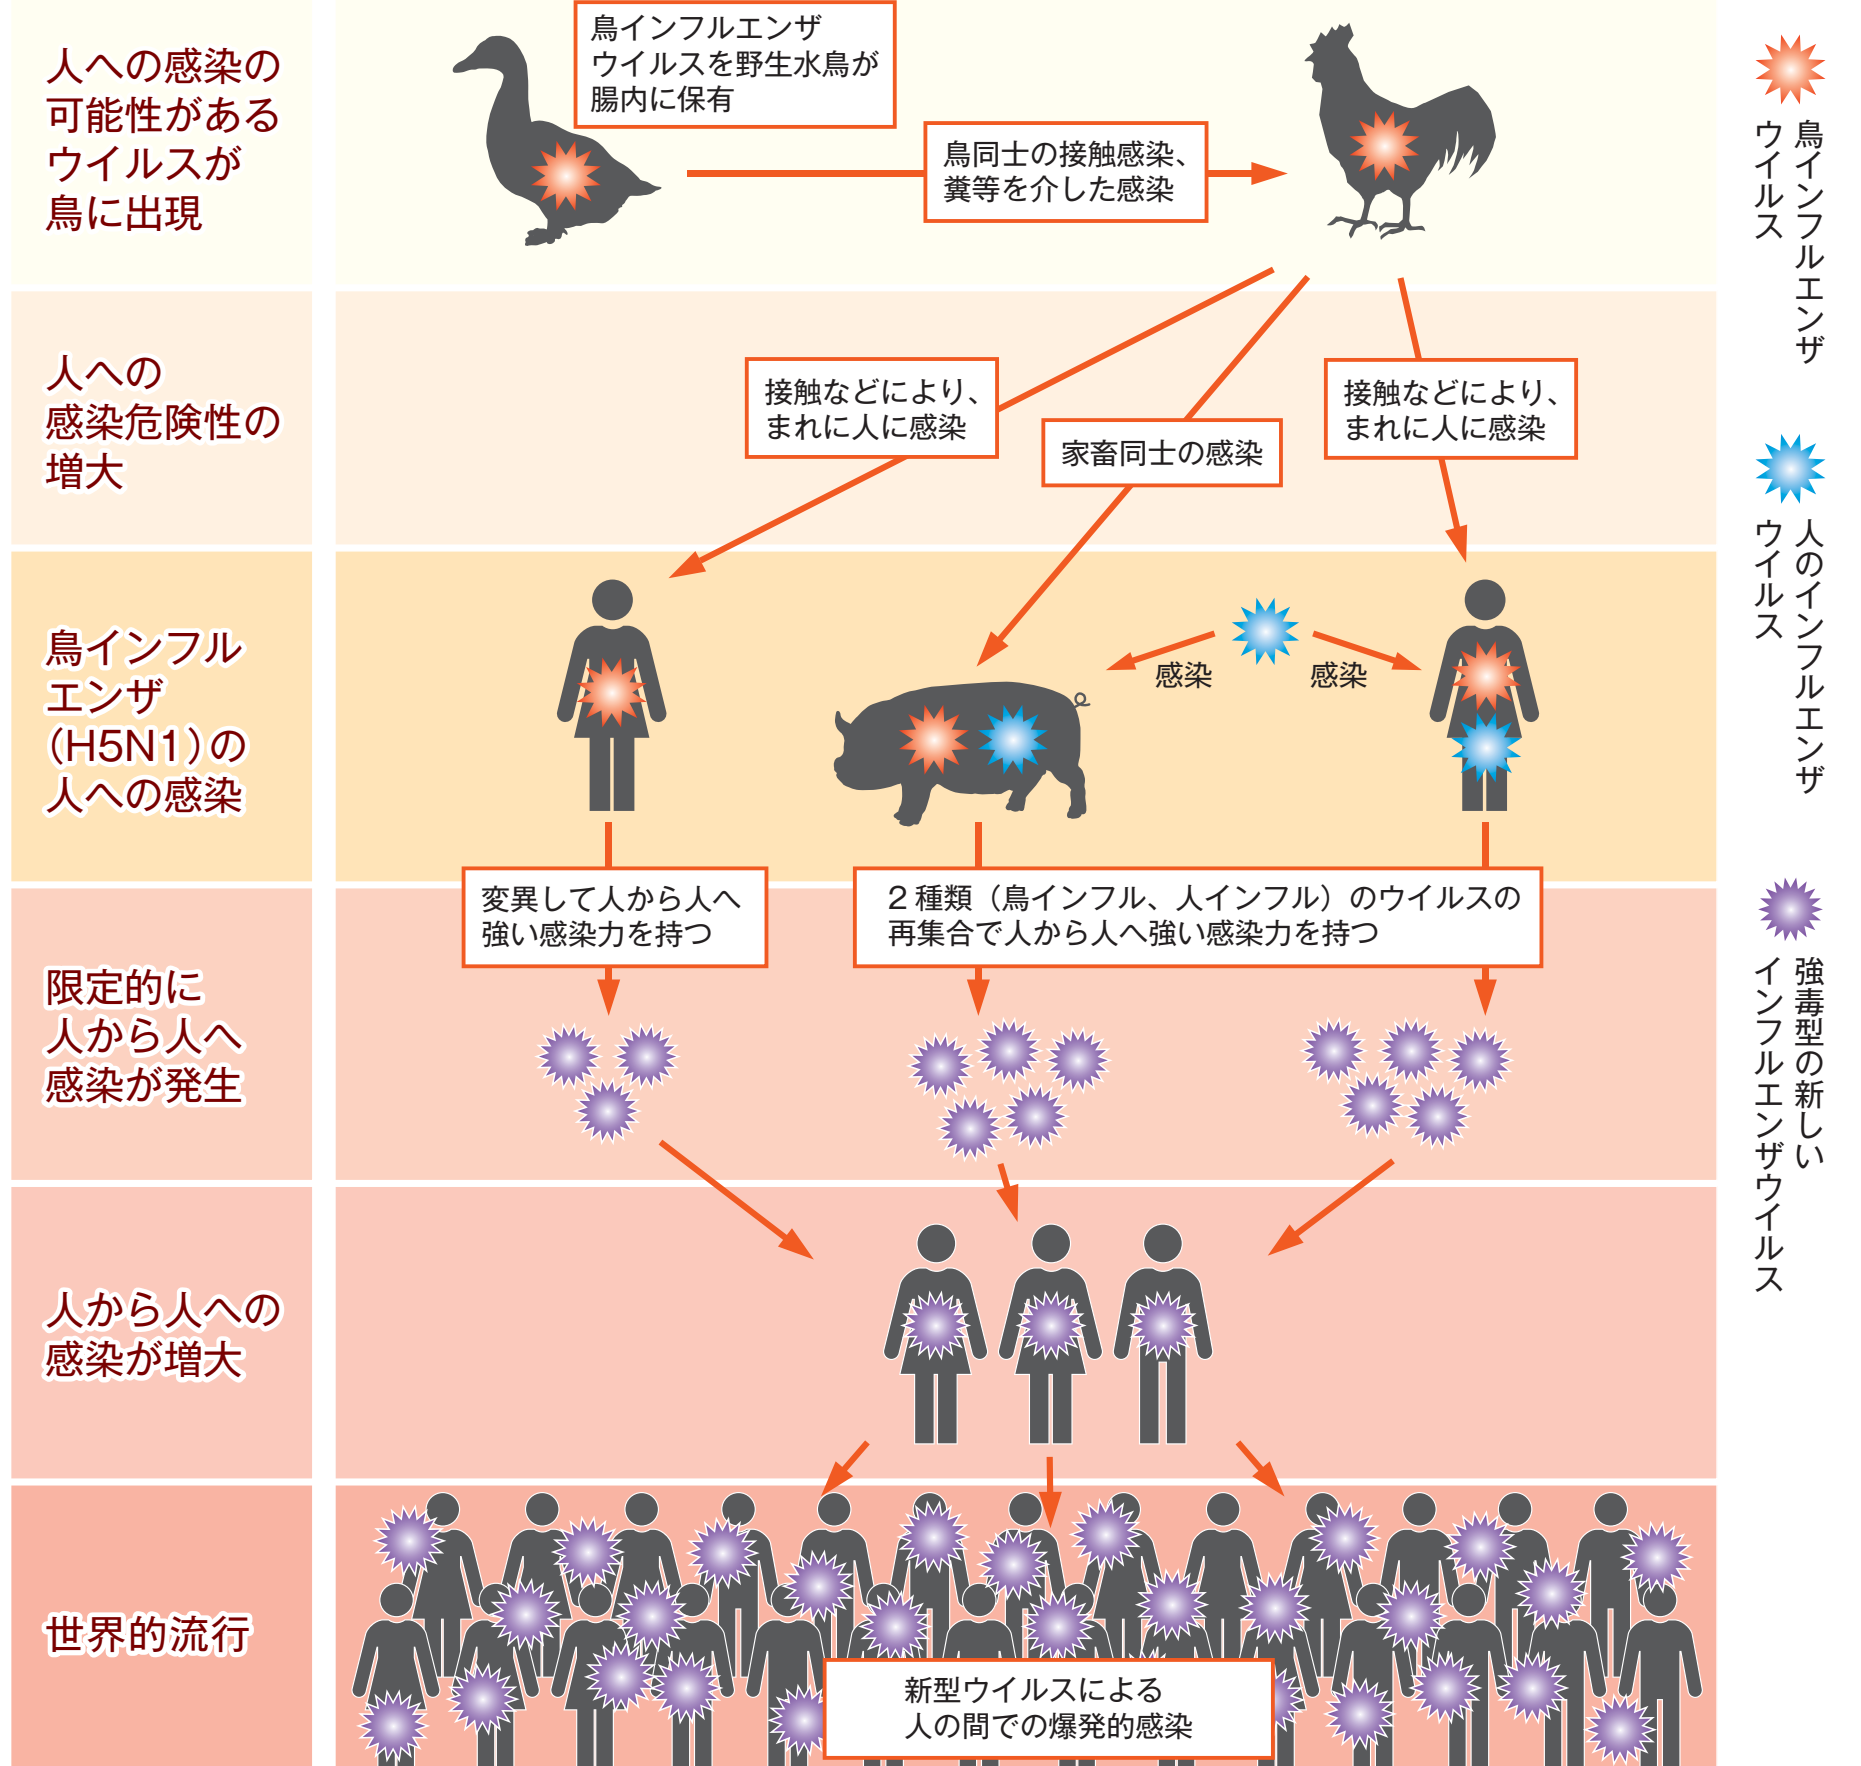 人への感染の
可能性がある
ウイルスが
鳥に出現
鳥インフルエンザ
ウイルスを野生水鳥が
腸内に保有
鳥同士の接触感染、
糞等を介した感染
人への
感染危険性の
増大
接触などにより、
まれに人に感染
家畜同士の感染
接触などにより、
まれに人に感染
鳥インフル
エンザ
（H5N1）の
人への感染
感染
感染
変異して人から人へ
強い感染力を持つ
2種類（鳥インフル、人インフル）のウイルスの
再集合で人から人へ強い感染力を持つ
限定的に
人から人へ
感染が発生
人から人への
感染が増大
世界的流行
新型ウイルスによる
人の間での爆発的感染
鳥インフルエンザ
ウイルス
人のインフルエンザ
ウイルス
強毒型の新しい
インフルエンザウイルス